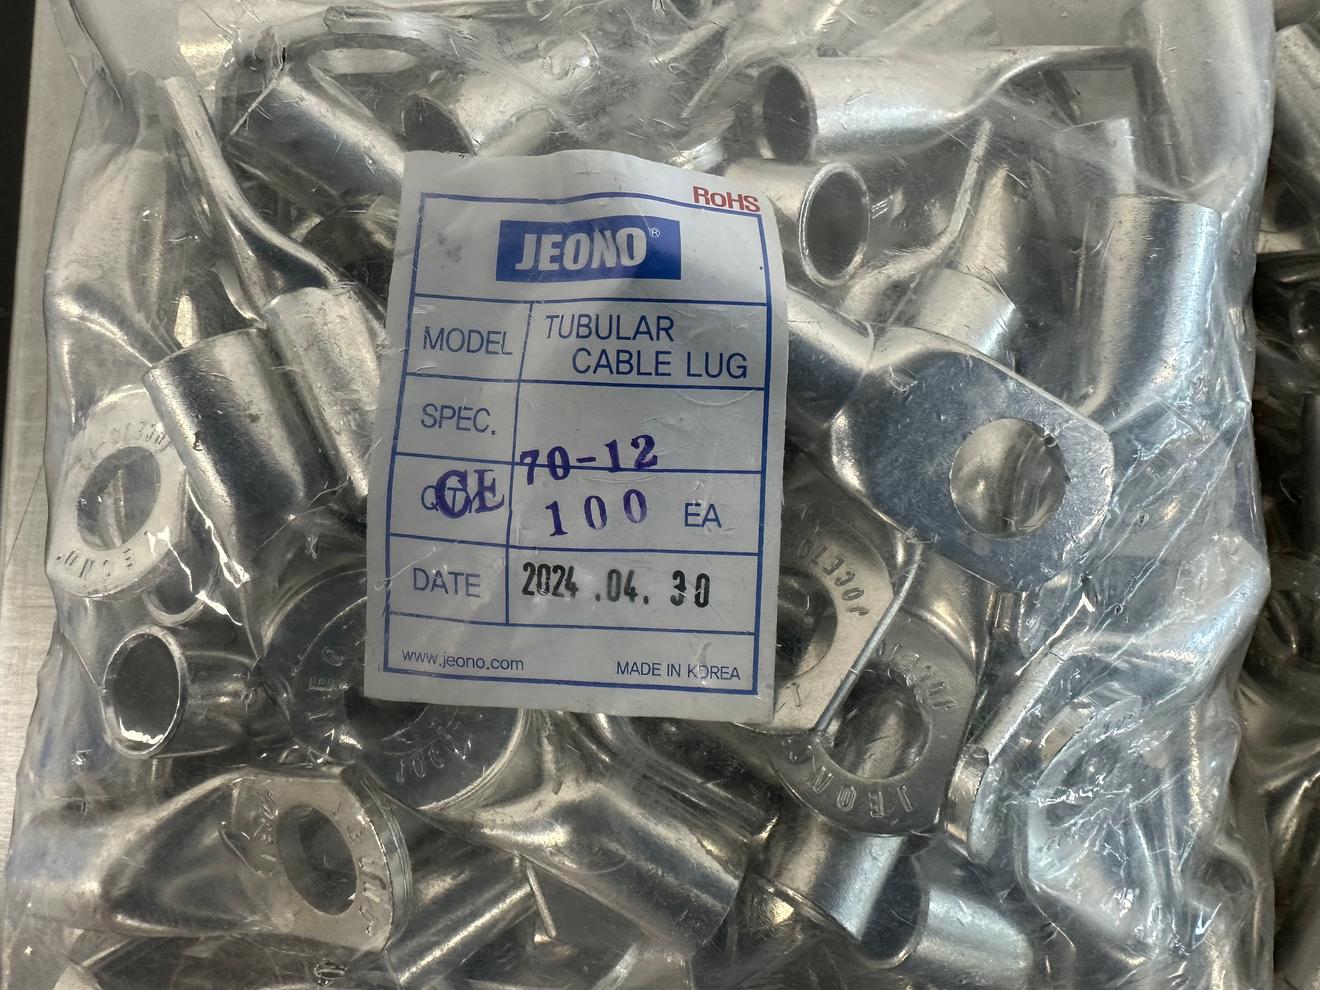 RoHS
JEONO®
MODEL TUBULAR
CABLE LUG
SPEC.
CE 70-12
100 EA
DATE 2024.04.30
www.jeono.com MADE IN KOREA
JEONO